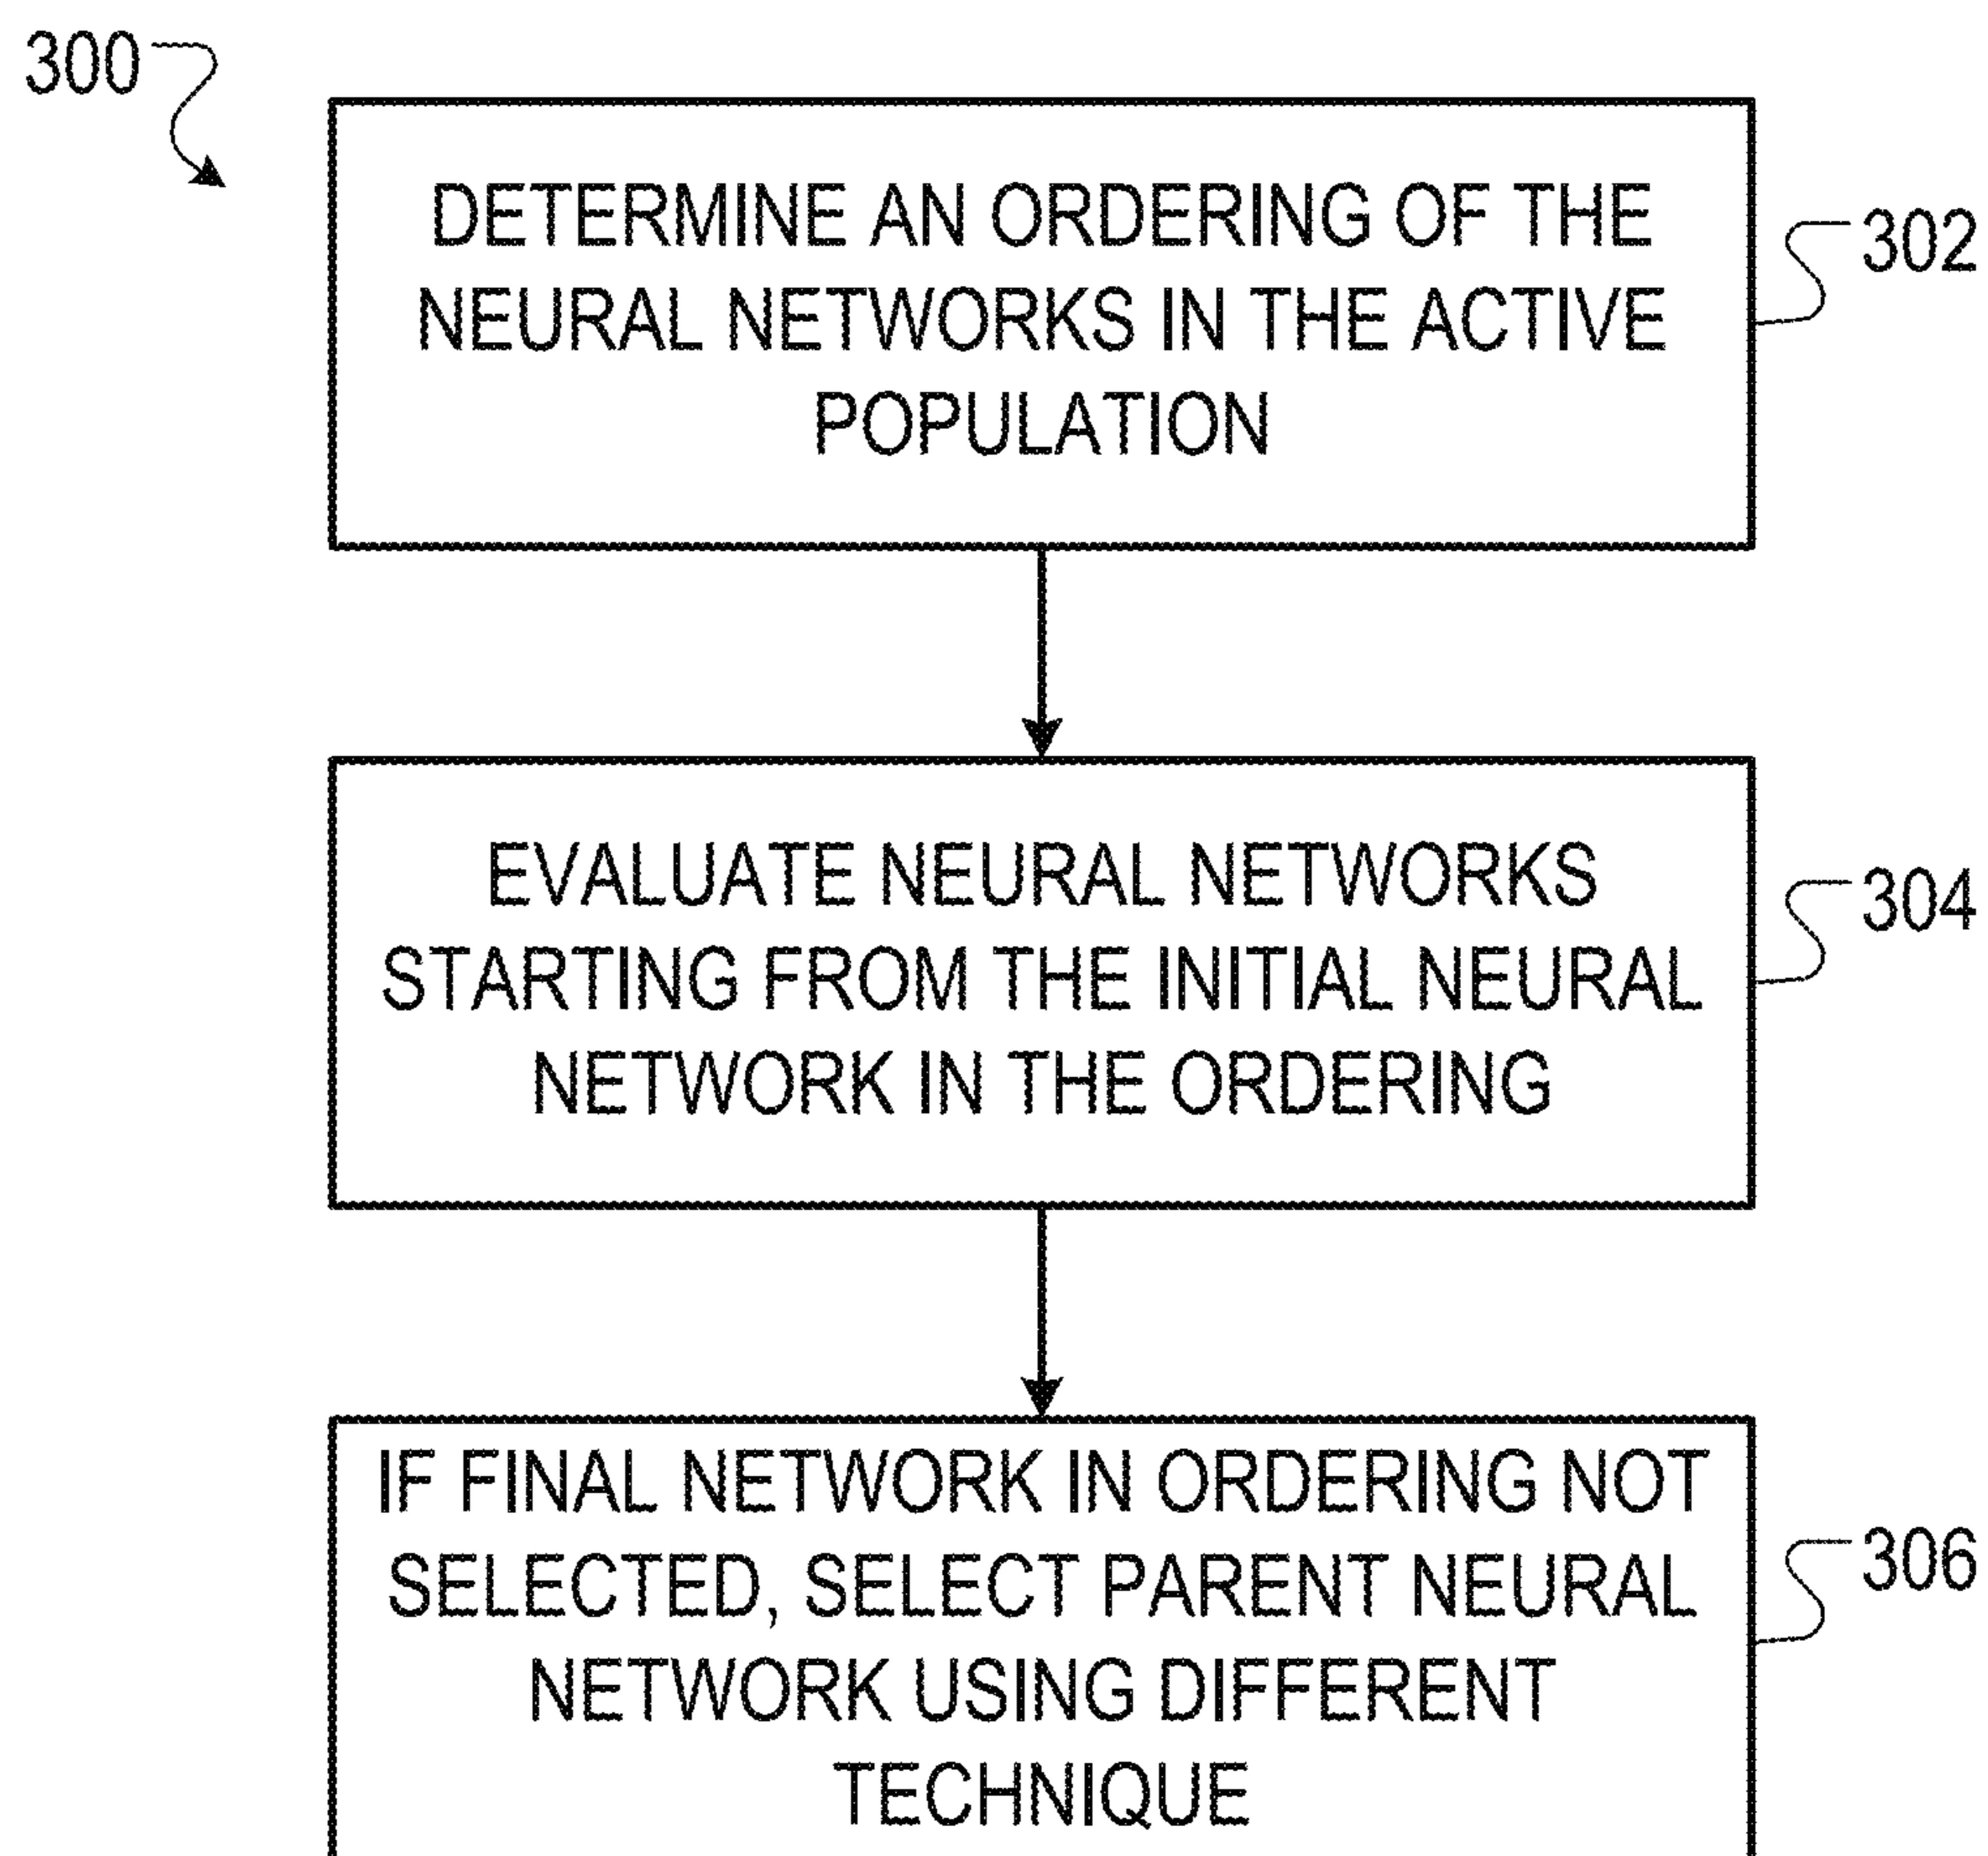 300
DETERMINE AN ORDERING OF THE
NEURAL NETWORKS IN THE ACTIVE
POPULATION
302
EVALUATE NEURAL NETWORKS
STARTING FROM THE INITIAL NEURAL
NETWORK IN THE ORDERING
304
IF FINAL NETWORK IN ORDERING NOT
SELECTED, SELECT PARENT NEURAL
NETWORK USING DIFFERENT
TECHNIQUE
306